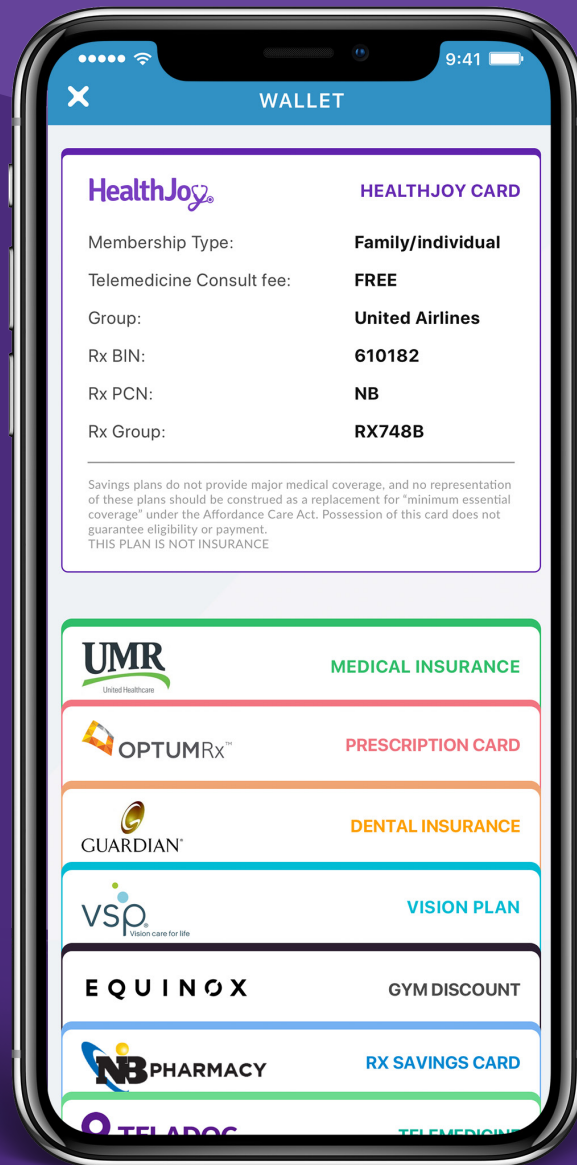 9:41
WALLET
HealthJoy
HEALTHJOY CARD
Membership Type: Family/individual
Telemedicine Consult fee: FREE
Group: United Airlines
Rx BIN: 610182
Rx PCN: NB
Rx Group: RX748B
Savings plans do not provide major medical coverage, and no representation
of these plans should be construed as a replacement for “minimum essential
coverage” under the Affordance Care Act. Possession of this card does not
guarantee eligibility or payment.
THIS PLAN IS NOT INSURANCE
UMR
United Healthcare
MEDICAL INSURANCE
OPTUMRx™
PRESCRIPTION CARD
GUARDIAN®
DENTAL INSURANCE
vsp®
Vision care for life
VISION PLAN
EQUINOX
GYM DISCOUNT
NB PHARMACY
RX SAVINGS CARD
TELADOC
TELEMEDICINE